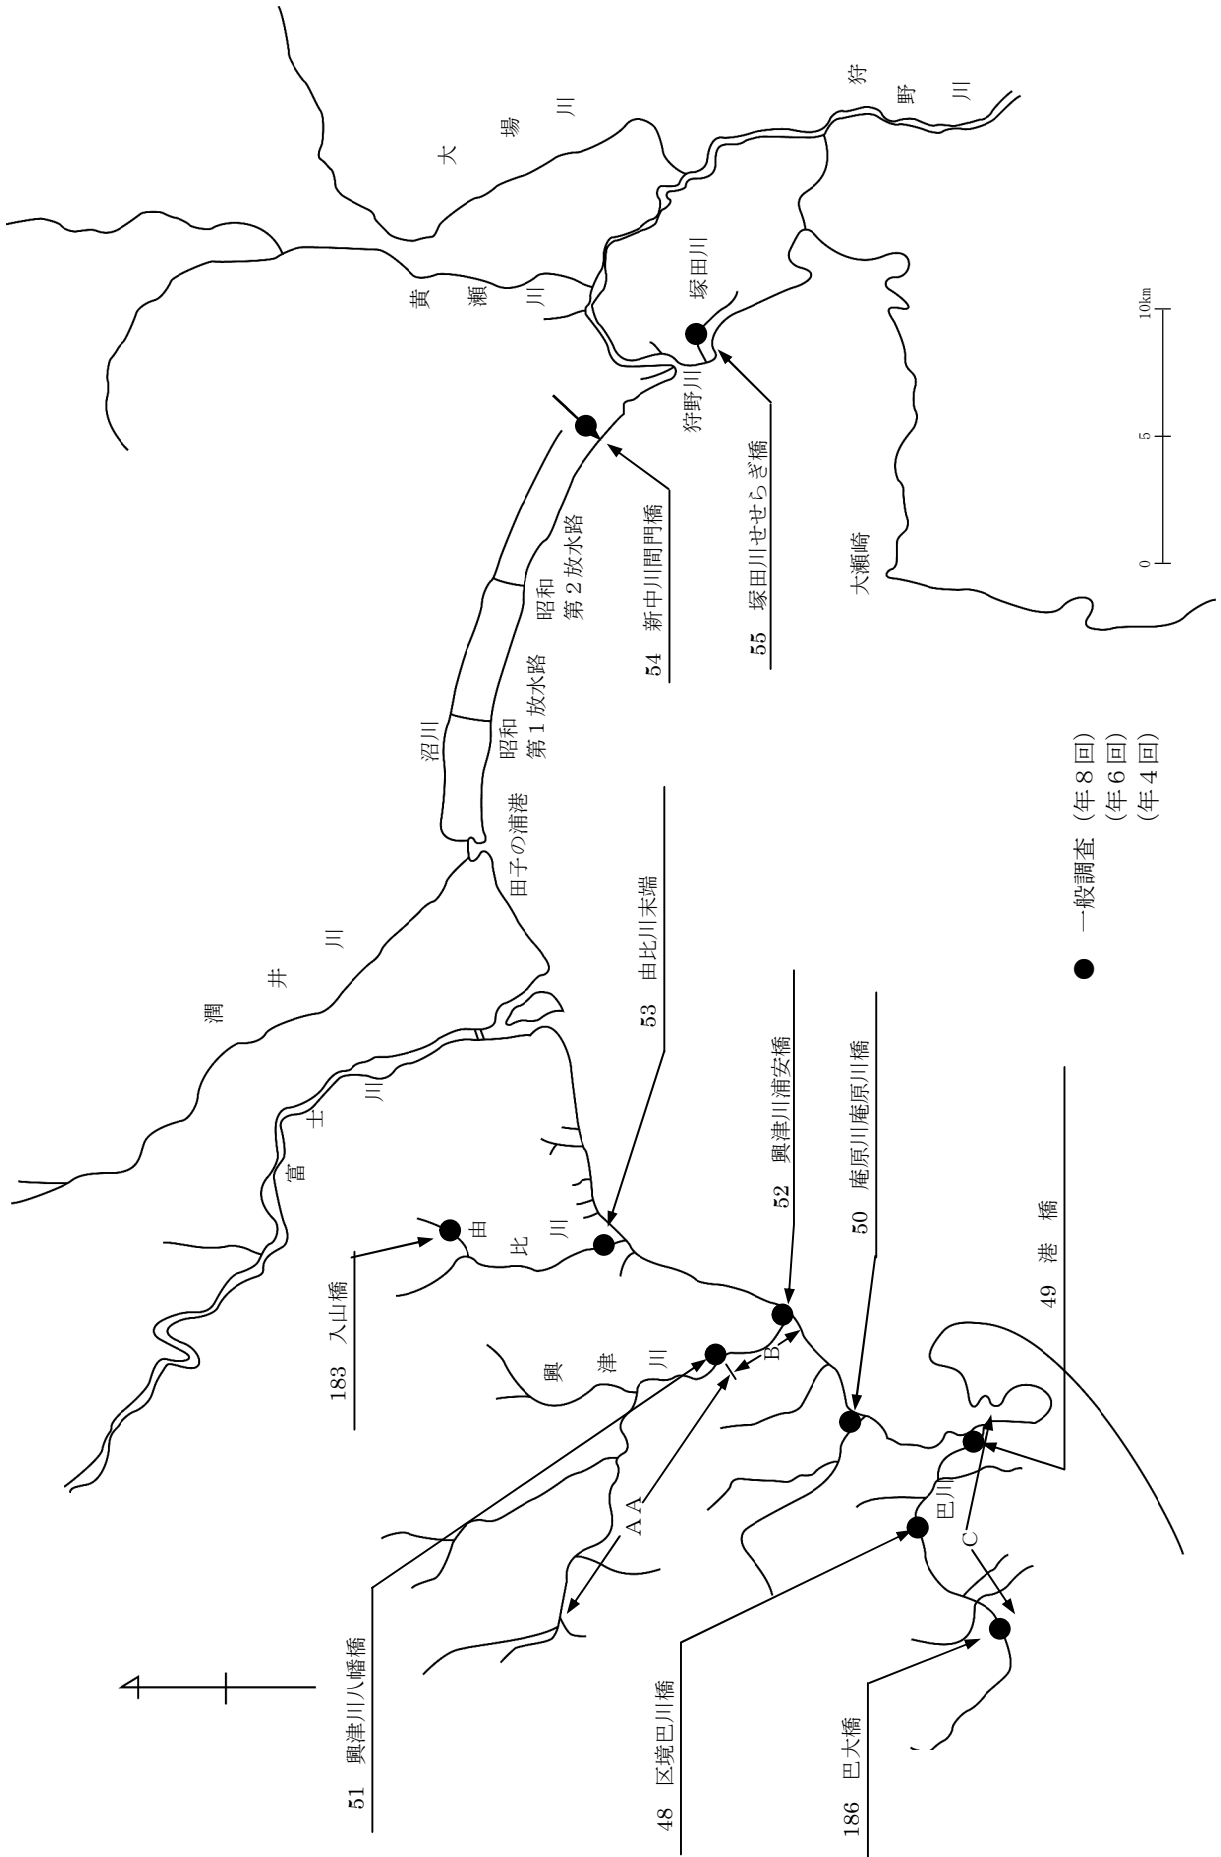 狩野川
大場川
黄瀬川
塚田川
狩野川
10km
5
0
大瀬崎
55 塚田川せせらぎ橋
54 新中川間門橋
昭和
第2放水路
昭和
第1放水路
沼川
田子の浦港
潤井川
富士川
53 由比川末端
由比川
183 入山橋
52 興津川浦安橋
50 庵原川庵原川橋
49 港橋
興津川
B
AA
巴川
C
51 興津川八幡橋
48 区境巴川橋
186 巴大橋
● 一般調査 (年8回)
(年6回)
(年4回)